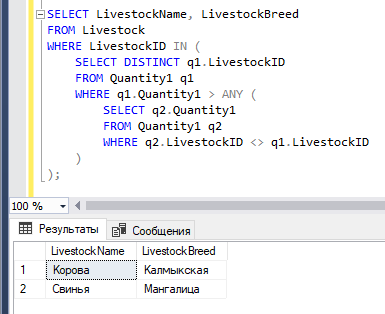 SELECT LivestockName, LivestockBreed
FROM Livestock
WHERE LivestockID IN (
SELECT DISTINCT q1.LivestockID
FROM Quantity1 q1
WHERE q1.Quantity1 > ANY (
SELECT q2.Quantity1
FROM Quantity1 q2
WHERE q2.LivestockID <> q1.LivestockID
)
);
100 %
Результаты Сообщения
LivestockName LivestockBreed
1 Корова Калмыкская
2 Свинья Мангалица